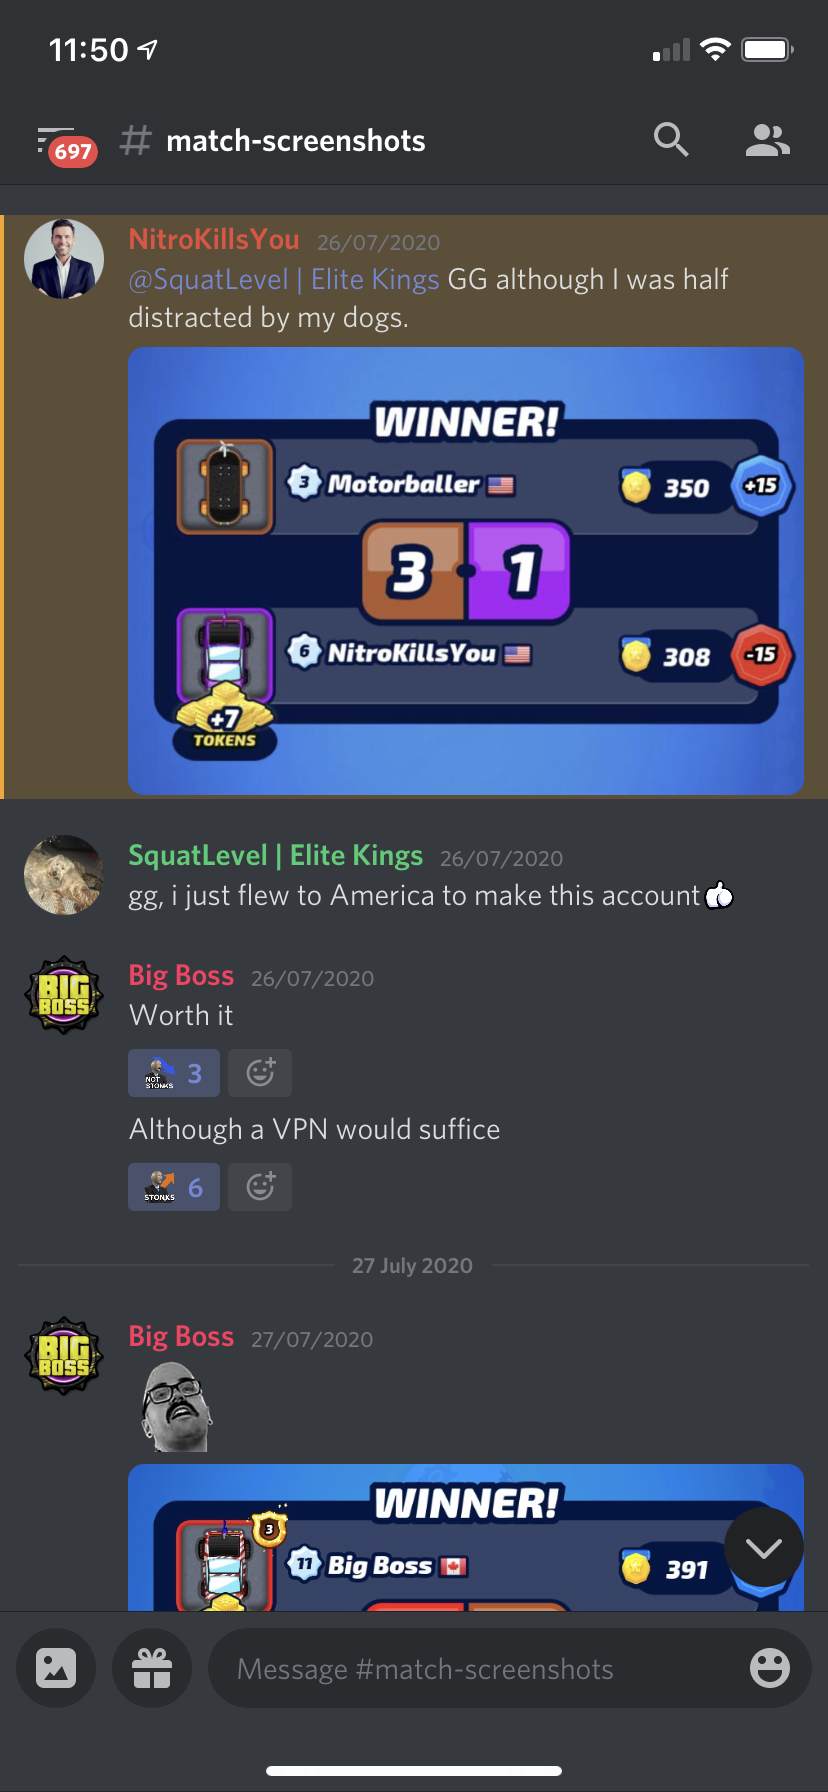 11:50
697
# match-screenshots
NitroKillsYou 26/07/2020
@SquatLevel | Elite Kings GG although I was half
distracted by my dogs.
WINNER!
3 Motorballer 350 +15
3 1
6 NitroKillsYou 308 -15
+7
TOKENS
SquatLevel | Elite Kings 26/07/2020
gg, i just flew to America to make this account
BIG
BOSS
Big Boss 26/07/2020
Worth it
NOT
STONKS
3
Although a VPN would suffice
STONKS
6
27 July 2020
BIG
BOSS
Big Boss 27/07/2020
WINNER!
3
11 Big Boss 391
Message #match-screenshots